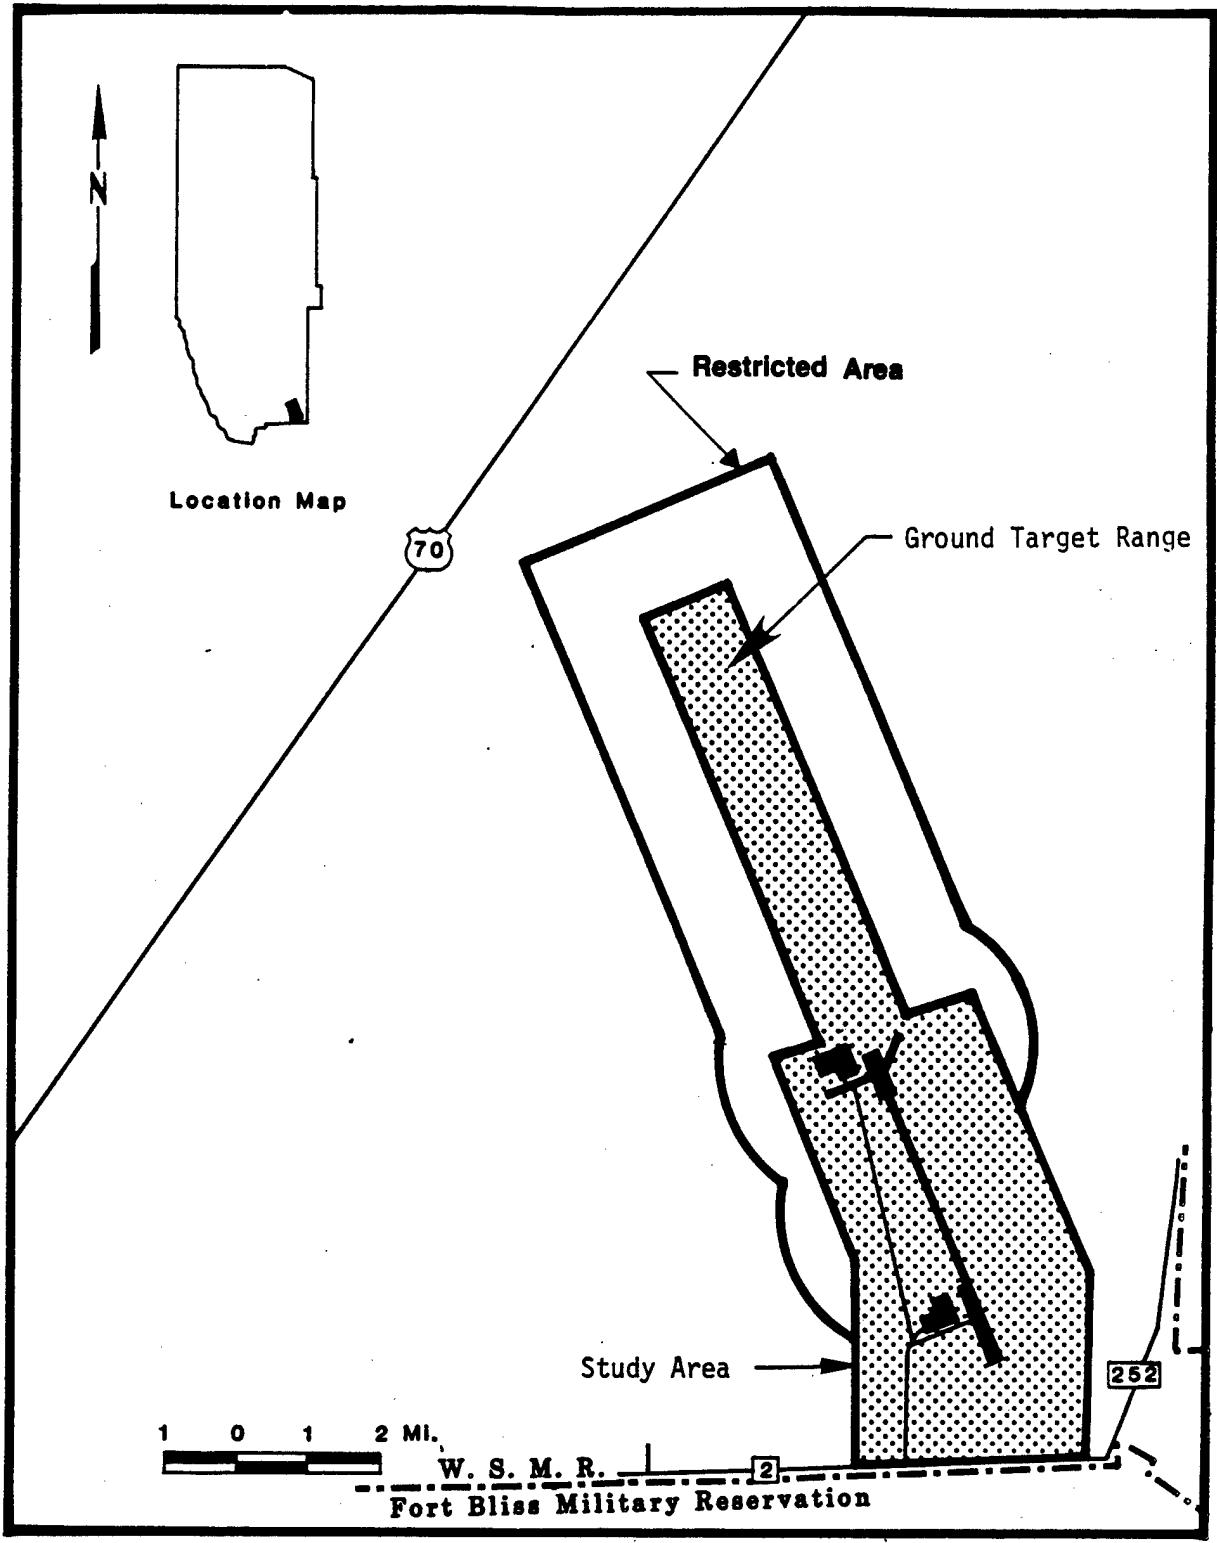 N
Location Map
Restricted Area
70
Ground Target Range
Study Area
252
1 0 1 2 MI.
W. S. M. R.
2
Fort Bliss Military Reservation